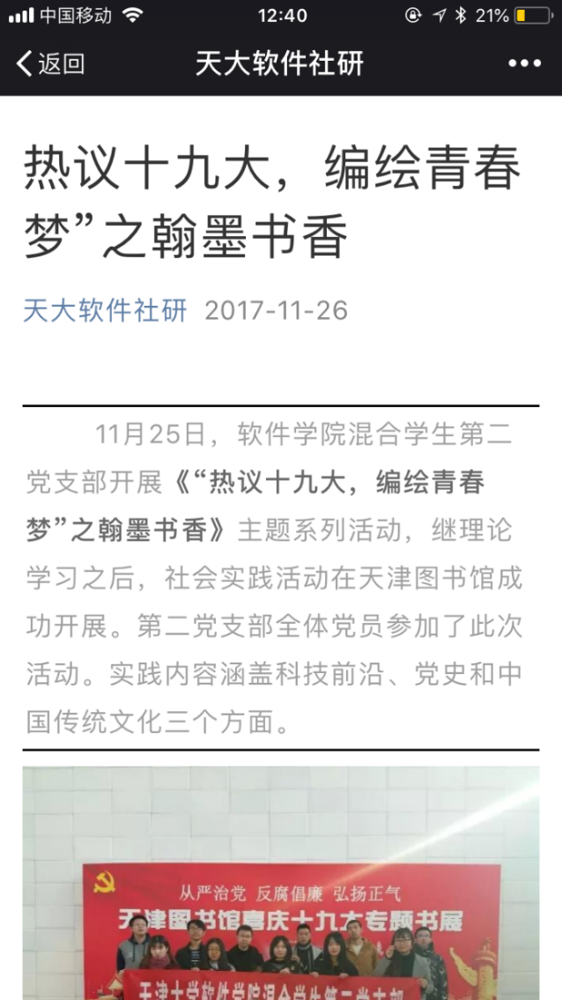 中国移动 12:40 21%
返回 天大软件社研
热议十九大，编绘青春
梦”之翰墨书香
天大软件社研 2017-11-26
11月25日，软件学院混合学生第二
党支部开展《“热议十九大，编绘青春
梦”之翰墨书香》主题系列活动，继理论
学习之后，社会实践活动在天津图书馆成
功开展。第二党支部全体党员参加了此次
活动。实践内容涵盖科技前沿、党史和中
国传统文化三个方面。
从严治党 反腐倡廉 弘扬正气
天津图书馆喜庆十九大专题书展
天津大学软件学院混合学生第二党支部